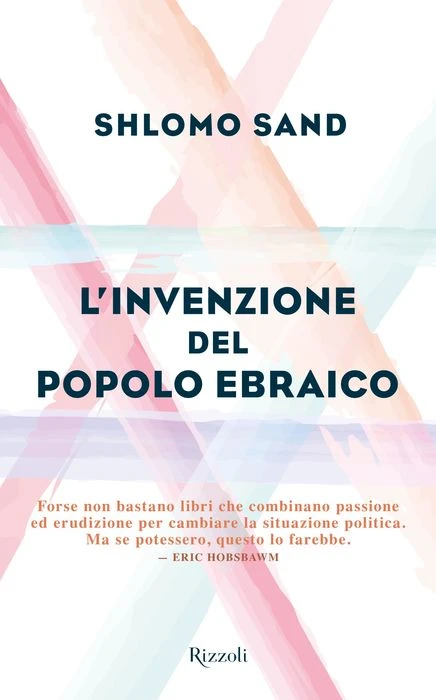 SHLOMO SAND
L'INVENZIONE
DEL
POPOLO EBRAICO
Forse non bastano libri che combinano passione
ed erudizione per cambiare la situazione politica.
Ma se potessero, questo lo farebbe.
— ERIC HOBSBAWM
Rizzoli